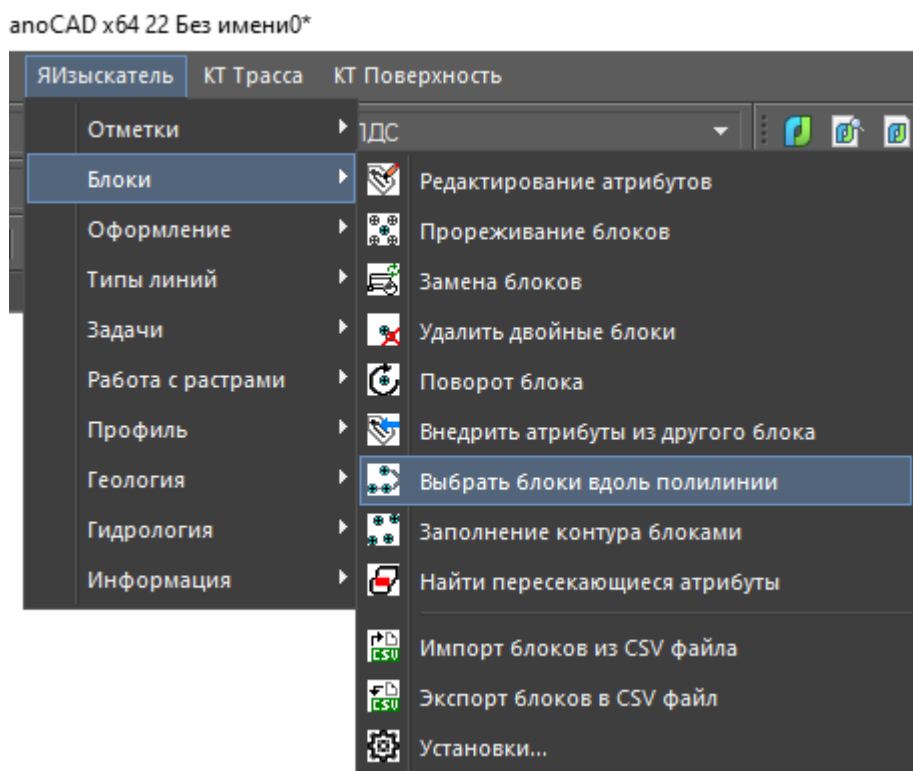 anoCAD x64 22 Без имени0*
ЯИзыскатель КТ Трасса КТ Поверхность
Отметки
ПДС
Блоки
Оформление
Типы линий
Задачи
Работа с растрами
Профиль
Геология
Гидрология
Информация
Редактирование атрибутов
Прореживание блоков
Замена блоков
Удалить двойные блоки
Поворот блока
Внедрить атрибуты из другого блока
Выбрать блоки вдоль полилинии
Заполнение контура блоками
Найти пересекающиеся атрибуты
CSV Импорт блоков из CSV файла
CSV Экспорт блоков в CSV файл
Установки...